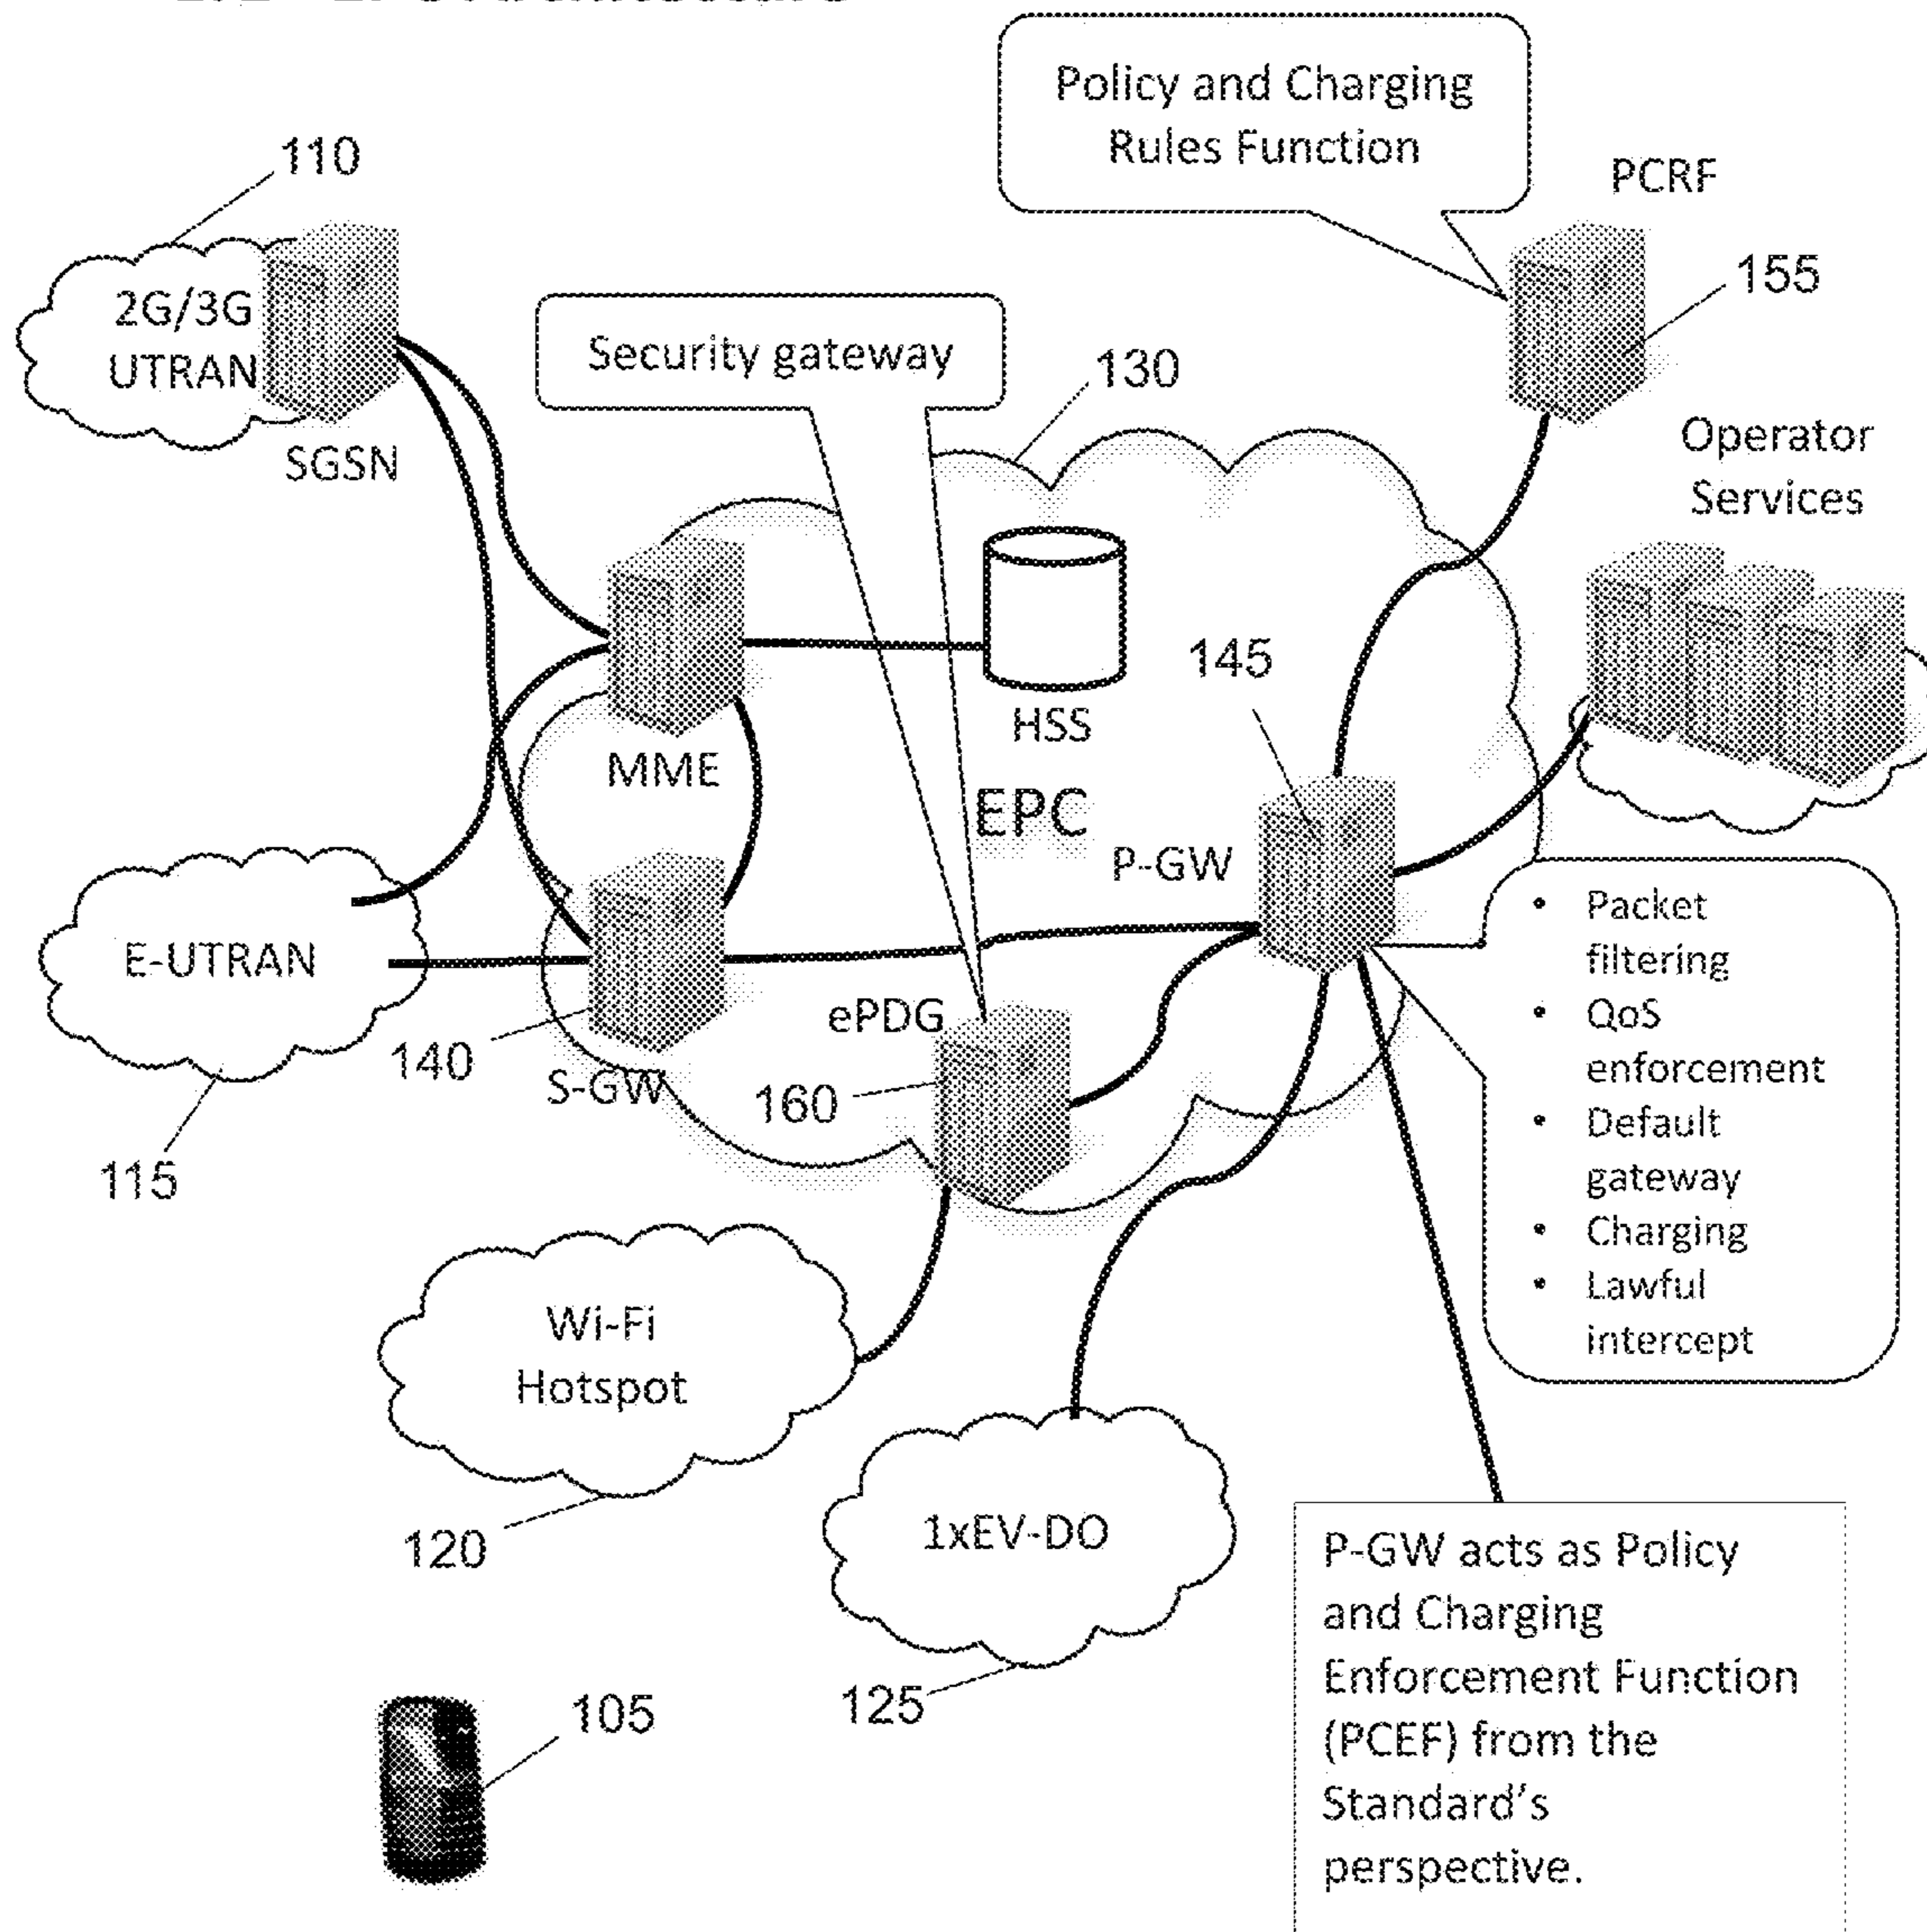 Policy and Charging
Rules Function
110
PCRF
2G/3G
UTRAN
SGSN
155
Security gateway
130
Operator
Services
145
HSS
MME
EPC
P-GW
E-UTRAN
140
S-GW
ePDG
160
115
• Packet
filtering
• QoS
enforcement
• Default
gateway
• Charging
• Lawful
intercept
Wi-Fi
Hotspot
120
1xEV-DO
125
105
P-GW acts as Policy
and Charging
Enforcement Function
(PCEF) from the
Standard's
perspective.